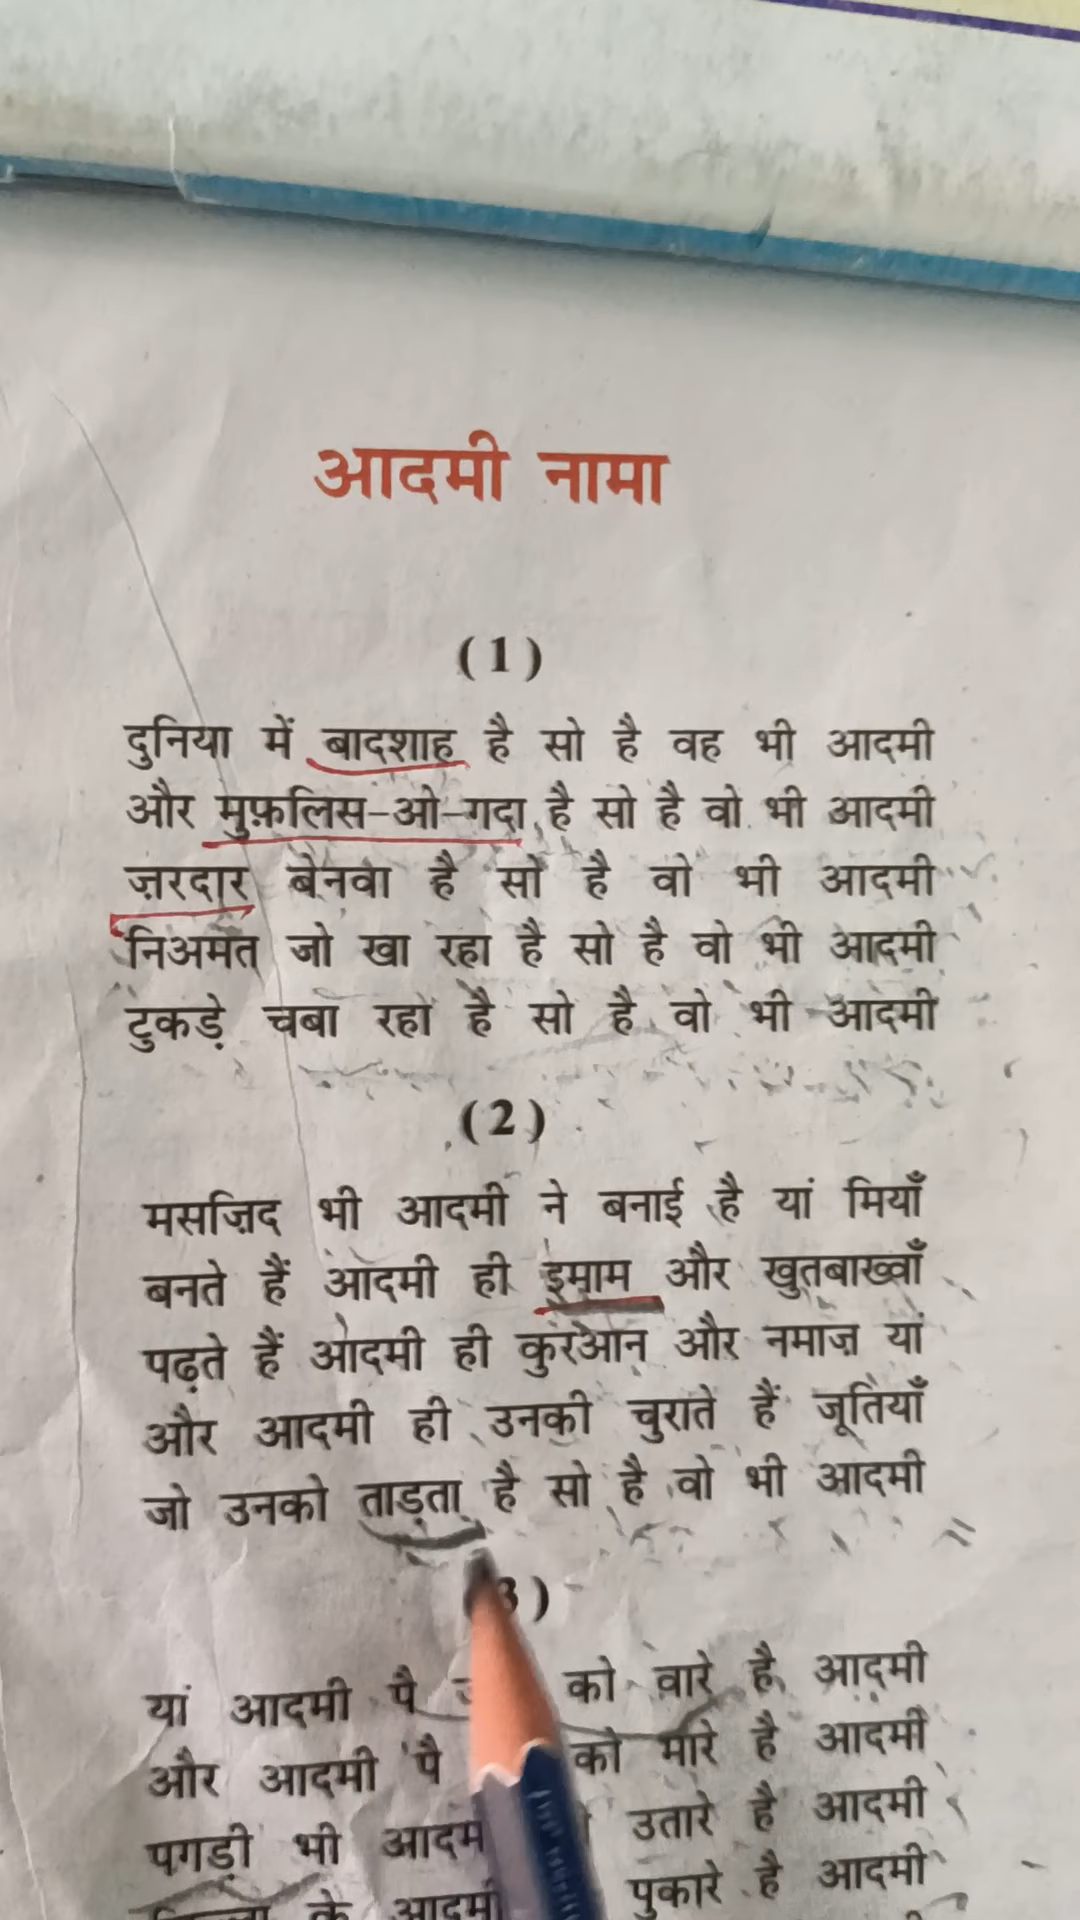 आदमी नामा
(1)
दुनिया में बादशाह है सो है वह भी आदमी
और मुफ़लिस-ओ-गदा है सो है वो भी आदमी
ज़रदार बेनवा है सो है वो भी आदमी
निअमत जो खा रहा है सो है वो भी आदमी
टुकड़े चबा रहा है सो है वो भी आदमी
(2)
मसज़िद भी आदमी ने बनाई है यां मियाँ
बनते हैं आदमी ही इमाम और खुतबाख्वाँ
पढ़ते हैं आदमी ही कुरआन और नमाज़ यां
और आदमी ही उनकी चुराते हैं जूतियाँ
जो उनको ताड़ता है सो है वो भी आदमी
3)
यां आदमी पै को वारे है आदमी
और आदमी पै को मारे है आदमी
पगड़ी भी आदम उतारे है आदमी
के पुकारे है आदमी